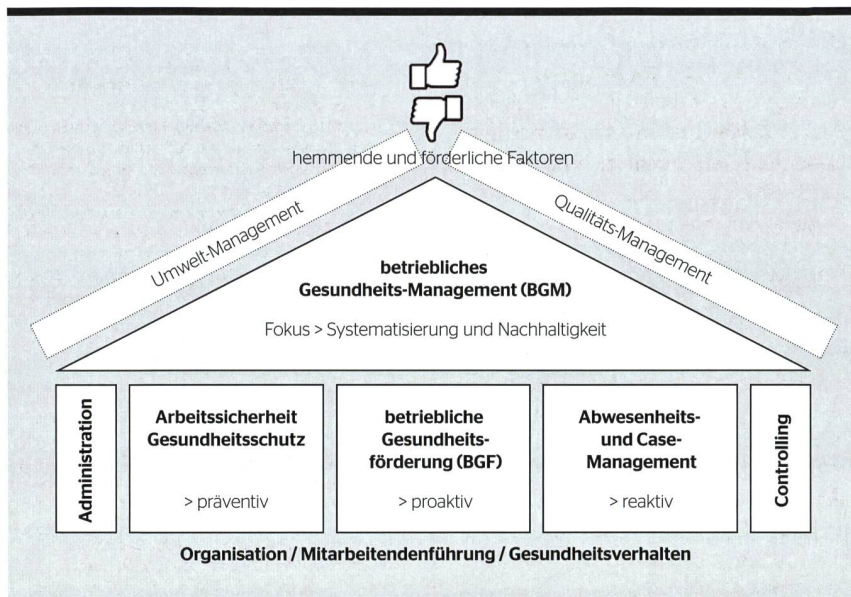 hemmende und förderliche Faktoren
Umwelt-Management
Qualitäts-Management
betriebliches
Gesundheits-Management (BGM)
Fokus > Systematisierung und Nachhaltigkeit
Administration
Arbeitssicherheit
Gesundheitsschutz
> präventiv
betriebliche
Gesundheits-
förderung (BGF)
> proaktiv
Abwesenheits-
und Case-
Management
> reaktiv
Controlling
Organisation / Mitarbeitendenführung / Gesundheitsverhalten